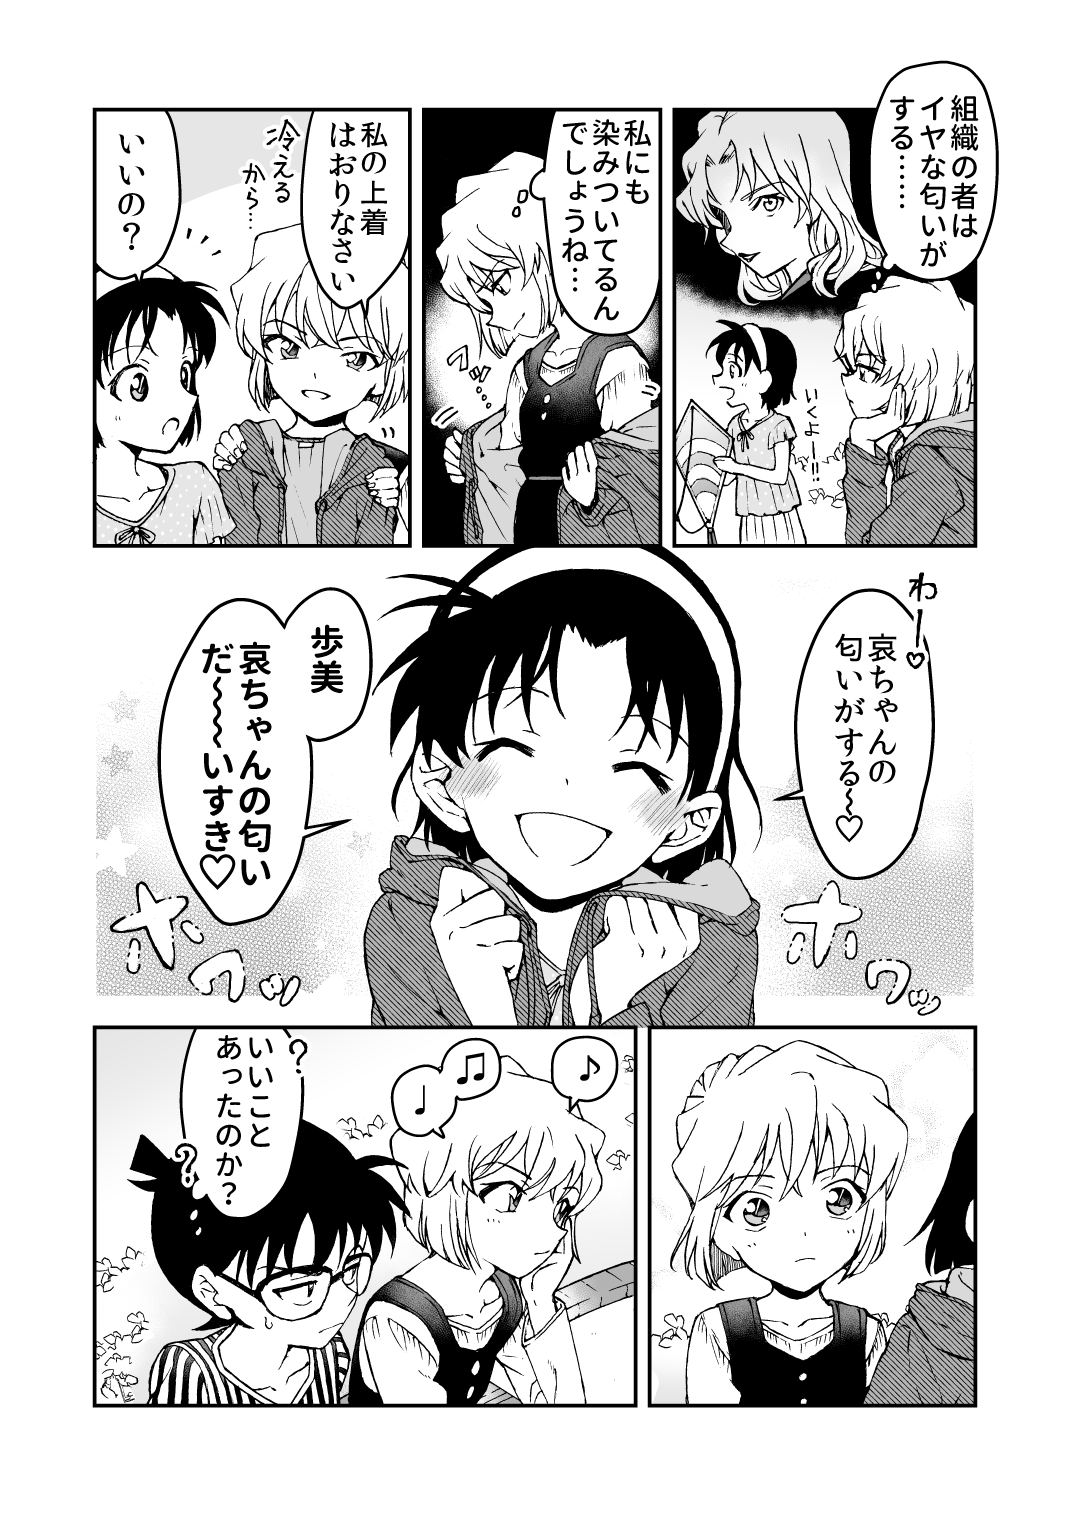 組織の者は
イヤな匂いが
する……
いくよー!!
私にも
染みついてるん
でしょうね…
クスッ…
私の上着
はおりなさい
冷える
から…
いいの？
わー♡
哀ちゃんの
匂いがする〜♡
歩美
哀ちゃんの匂い
だ〜〜いすき♡
ホワッ
ホワッ
♪
♫
♩
いいこと
あったのか？
？
？